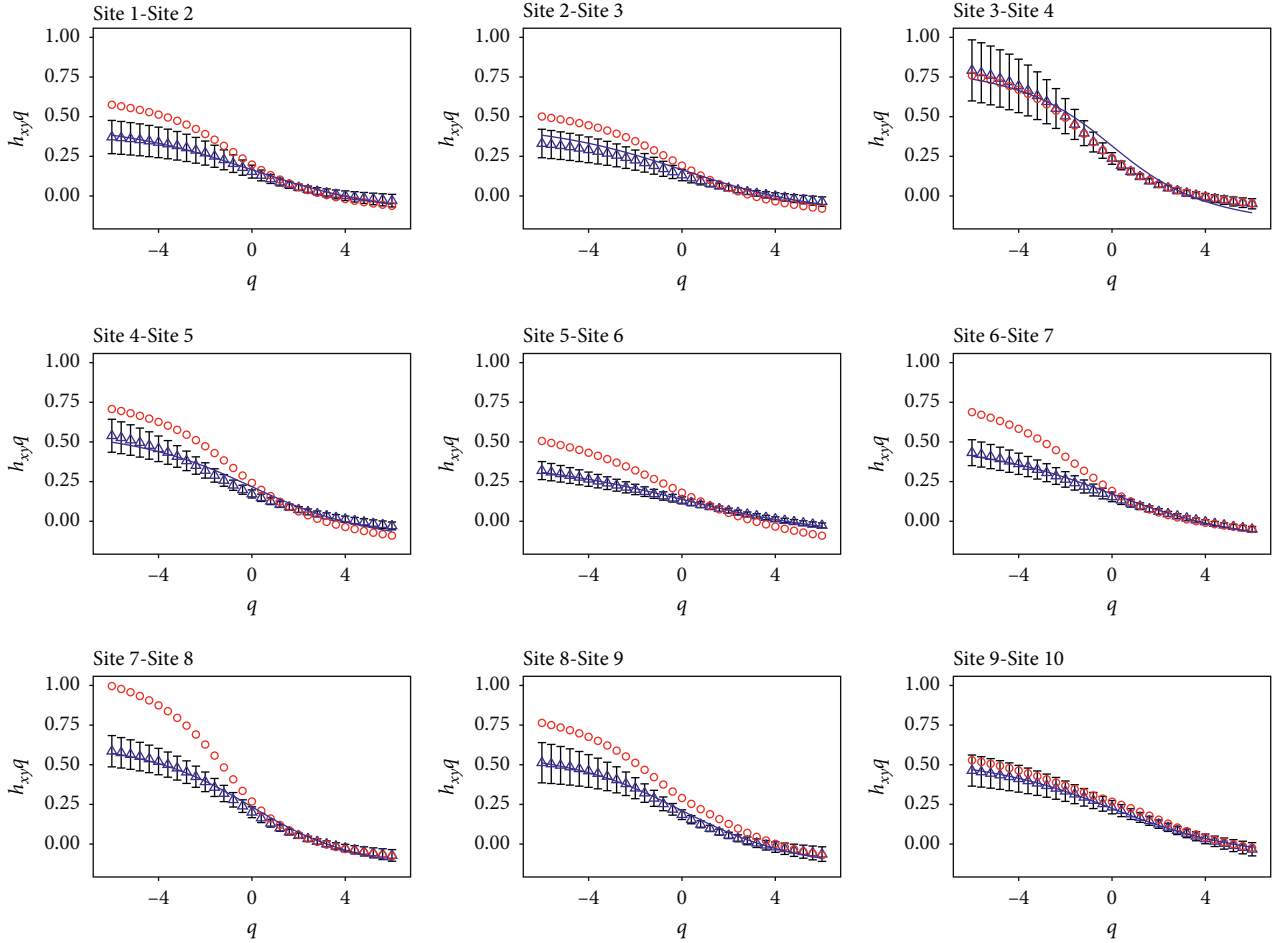 Site 1-Site 2
1.00
0.75
0.50
0.25
0.00
h_{xy}q
−4
0
4
q
Site 2-Site 3
1.00
0.75
0.50
0.25
0.00
h_{xy}q
−4
0
4
q
Site 3-Site 4
1.00
0.75
0.50
0.25
0.00
h_{xy}q
−4
0
4
q
Site 4-Site 5
1.00
0.75
0.50
0.25
0.00
h_{xy}q
−4
0
4
q
Site 5-Site 6
1.00
0.75
0.50
0.25
0.00
h_{xy}q
−4
0
4
q
Site 6-Site 7
1.00
0.75
0.50
0.25
0.00
h_{xy}q
−4
0
4
q
Site 7-Site 8
1.00
0.75
0.50
0.25
0.00
h_{xy}q
−4
0
4
q
Site 8-Site 9
1.00
0.75
0.50
0.25
0.00
h_{xy}q
−4
0
4
q
Site 9-Site 10
1.00
0.75
0.50
0.25
0.00
h_{xy}q
−4
0
4
q